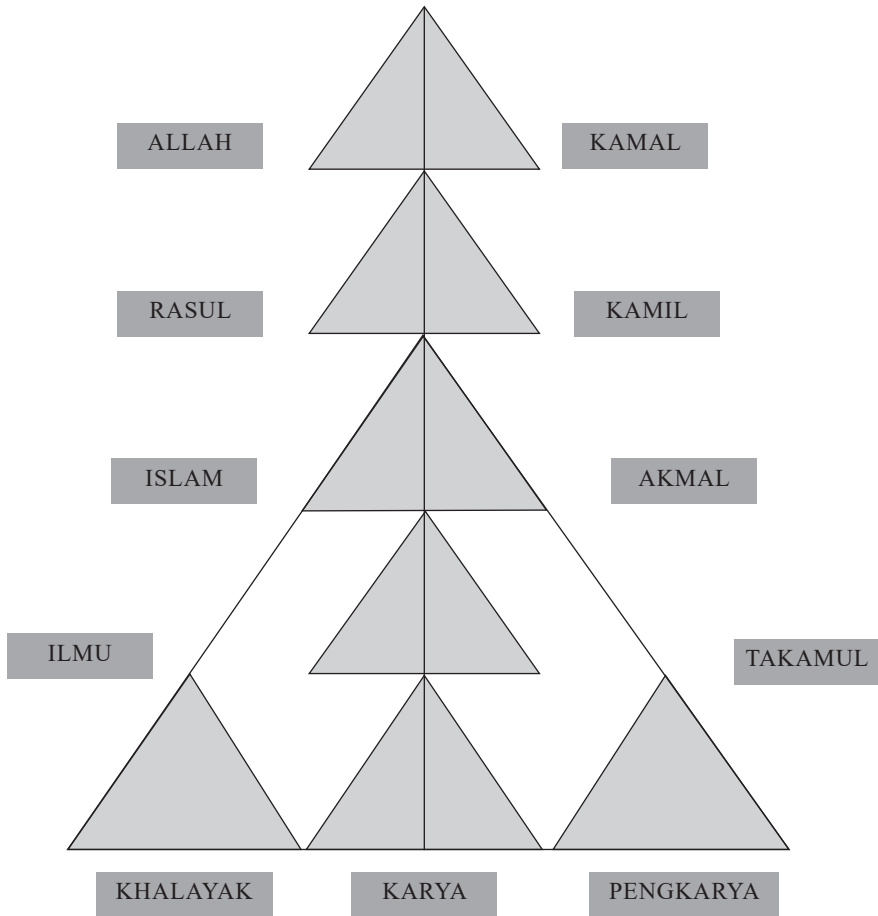 ALLAH
KAMAL
RASUL
KAMIL
ISLAM
AKMAL
ILMU
TAKAMUL
KHALAYAK
KARYA
PENGKARYA